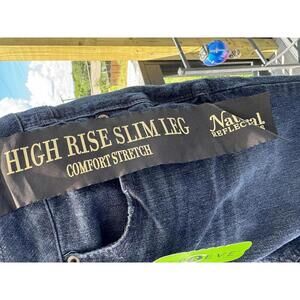 HIGH RISE SLIM LEG
COMFORT STRETCH
Natural
REFLECTIONS